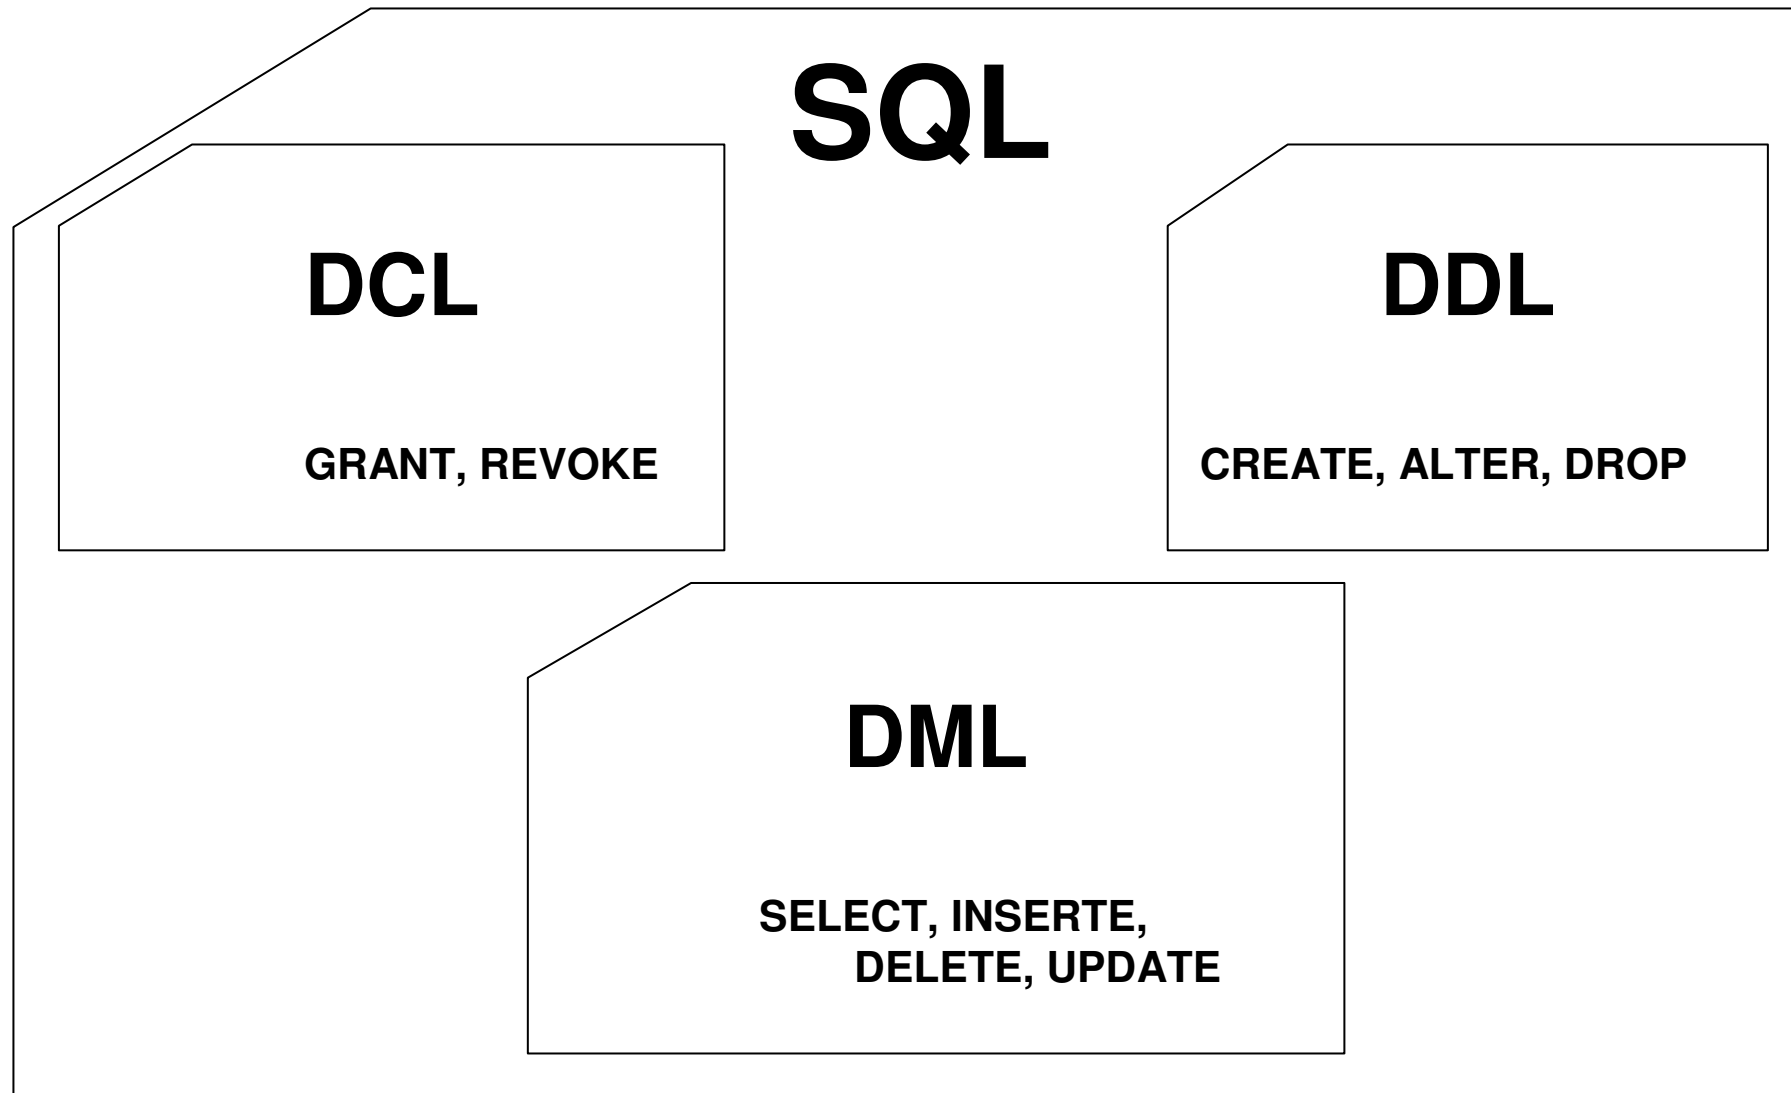 SQL
DCL
GRANT, REVOKE
DDL
CREATE, ALTER, DROP
DML
SELECT, INSERTE,
DELETE, UPDATE